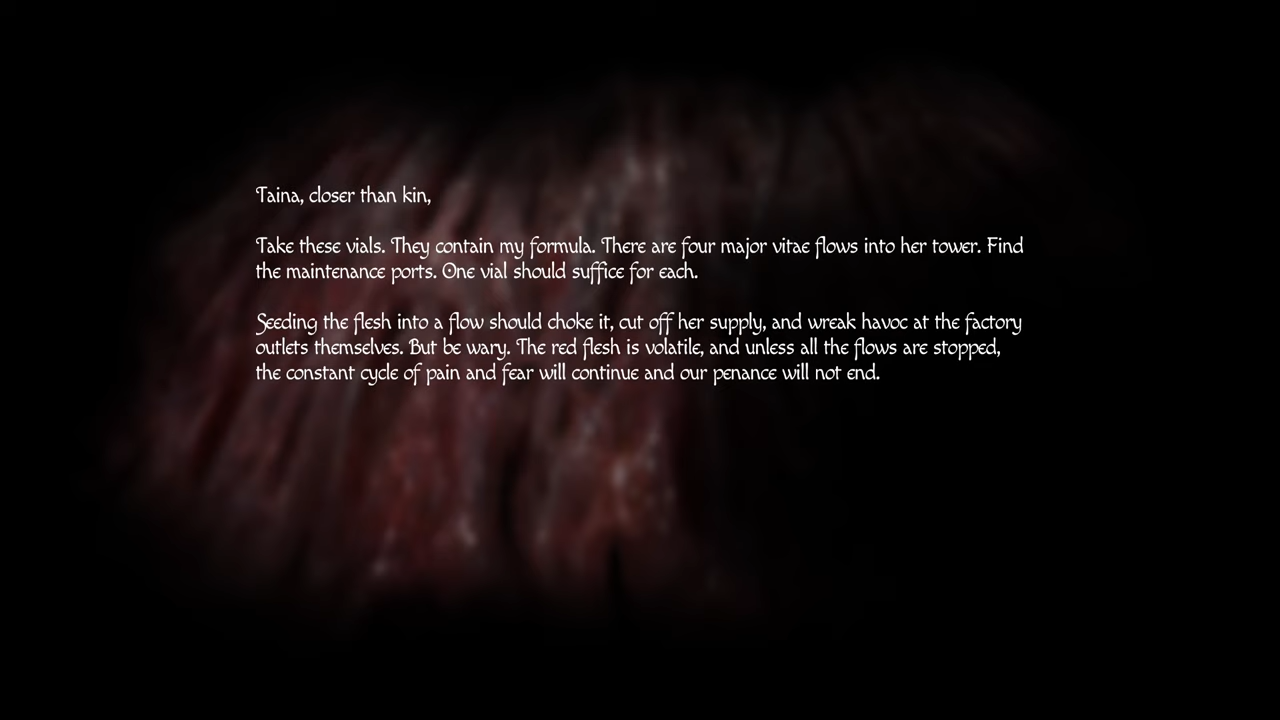 Taina, closer than kin,
Take these vials. They contain my formula. There are four major vitae flows into her tower. Find
the maintenance ports. One vial should suffice for each.
Seeding the flesh into a flow should choke it, cut off her supply, and wreak havoc at the factory
outlets themselves. But be wary. The red flesh is volatile, and unless all the flows are stopped,
the constant cycle of pain and fear will continue and our penance will not end.